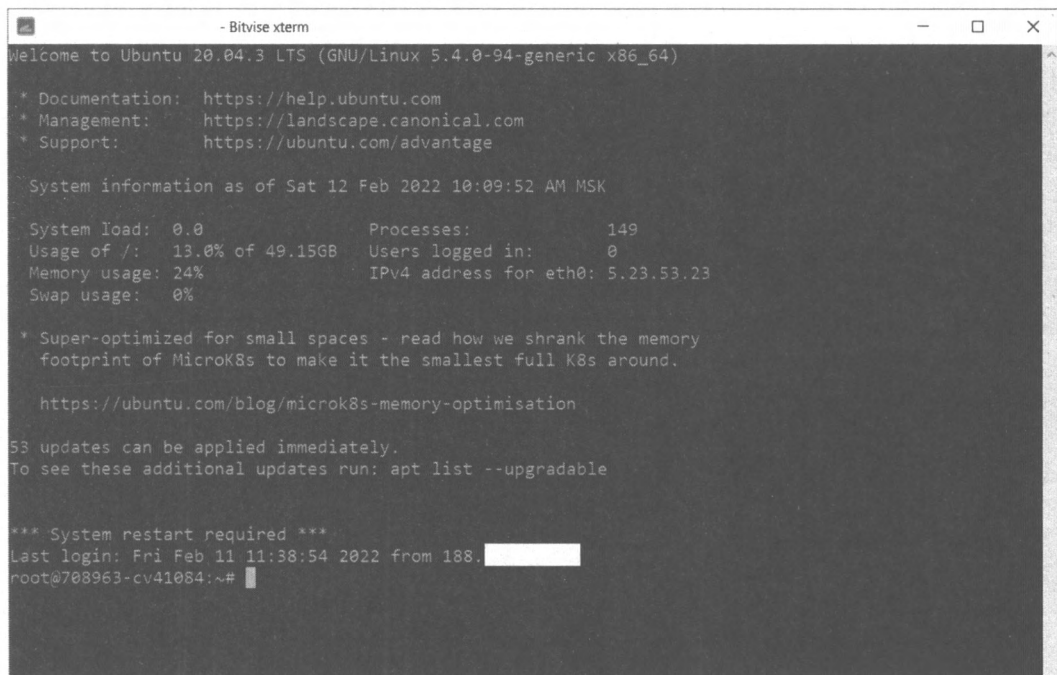 - Bitvise xterm
Welcome to Ubuntu 20.04.3 LTS (GNU/Linux 5.4.0-94-generic x86_64)
* Documentation: https://help.ubuntu.com
* Management: https://landscape.canonical.com
* Support: https://ubuntu.com/advantage
System information as of Sat 12 Feb 2022 10:09:52 AM MSK
System load: 0.0 Processes: 149
Usage of /: 13.0% of 49.15GB Users logged in: 0
Memory usage: 24% IPv4 address for eth0: 5.23.53.23
Swap usage: 0%
* Super-optimized for small spaces - read how we shrank the memory
footprint of MicroK8s to make it the smallest full K8s around.
https://ubuntu.com/blog/microk8s-memory-optimisation
53 updates can be applied immediately.
To see these additional updates run: apt list --upgradable
*** System restart required ***
Last login: Fri Feb 11 11:38:54 2022 from 188.
root@708963-cv41084:~#